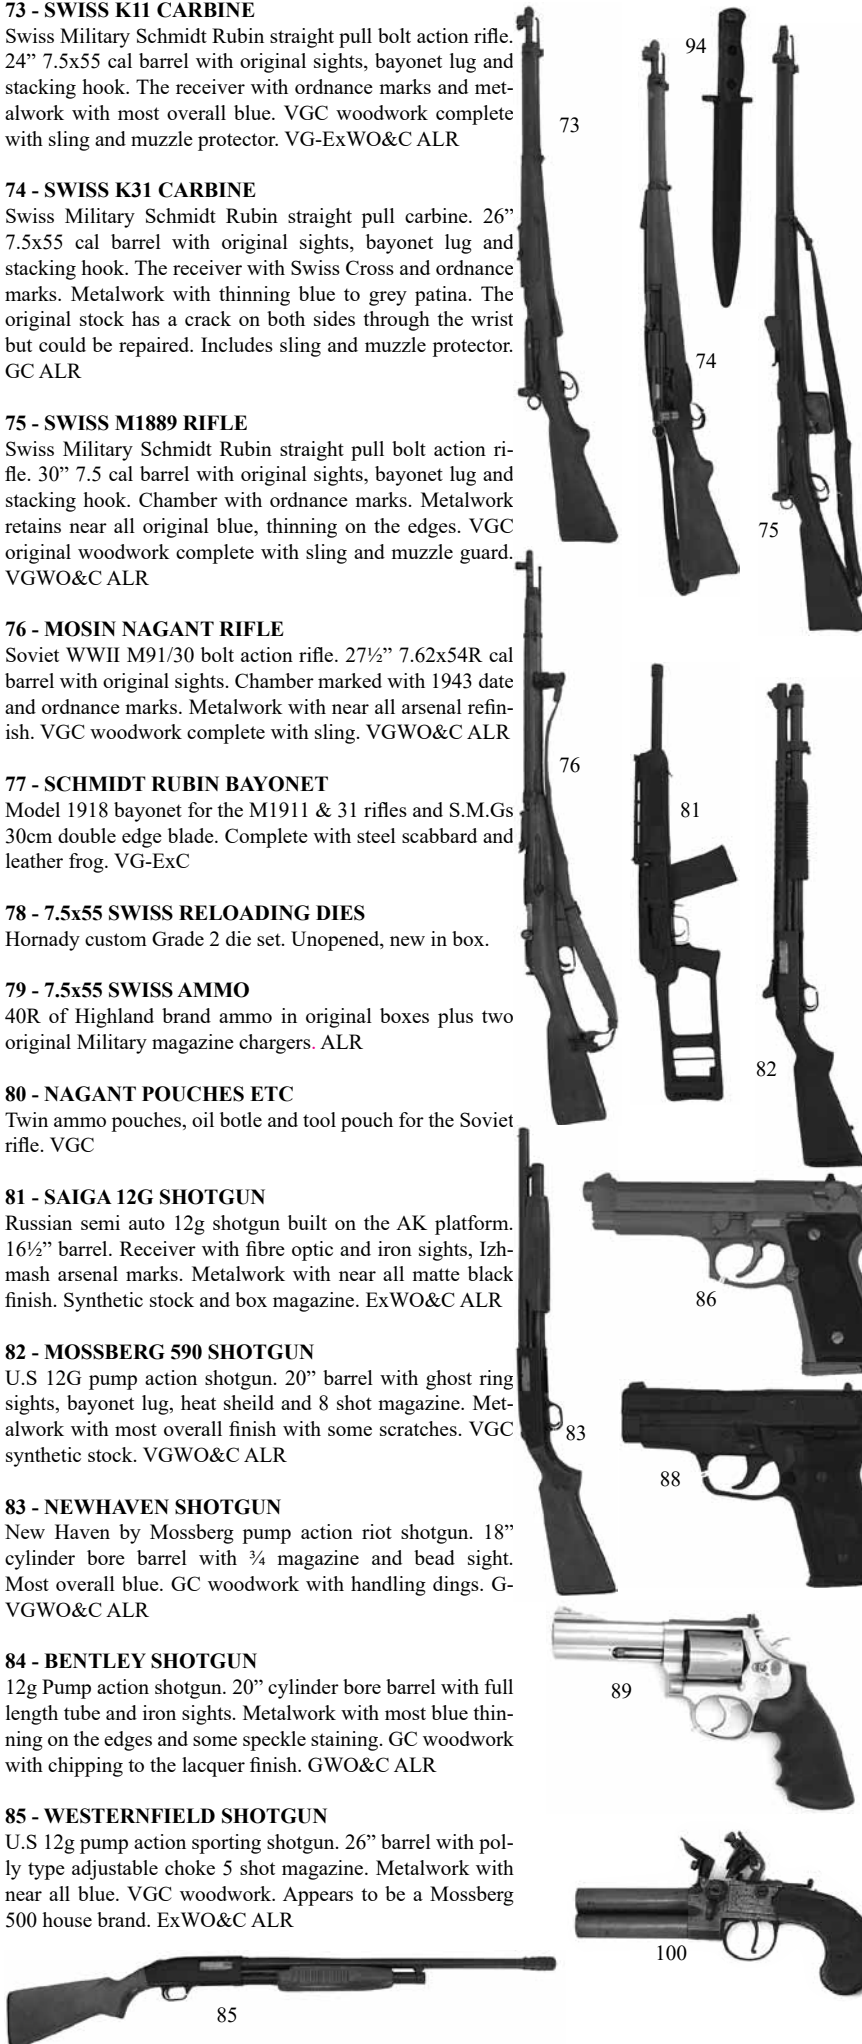 73 - SWISS K11 CARBINE
Swiss Military Schmidt Rubin straight pull bolt action rifle.
24” 7.5x55 cal barrel with original sights, bayonet lug and
stacking hook. The receiver with ordnance marks and met-
alwork with most overall blue. VGC woodwork complete
with sling and muzzle protector. VG-ExWO&C ALR
74 - SWISS K31 CARBINE
Swiss Military Schmidt Rubin straight pull carbine. 26”
7.5x55 cal barrel with original sights, bayonet lug and
stacking hook. The receiver with Swiss Cross and ordnance
marks. Metalwork with thinning blue to grey patina. The
original stock has a crack on both sides through the wrist
but could be repaired. Includes sling and muzzle protector.
GC ALR
75 - SWISS M1889 RIFLE
Swiss Military Schmidt Rubin straight pull bolt action ri-
fle. 30” 7.5 cal barrel with original sights, bayonet lug and
stacking hook. Chamber with ordnance marks. Metalwork
retains near all original blue, thinning on the edges. VGC
original woodwork complete with sling and muzzle guard.
VGWO&C ALR
76 - MOSIN NAGANT RIFLE
Soviet WWII M91/30 bolt action rifle. 27½” 7.62x54R cal
barrel with original sights. Chamber marked with 1943 date
and ordnance marks. Metalwork with near all arsenal refin-
ish. VGC woodwork complete with sling. VGWO&C ALR
77 - SCHMIDT RUBIN BAYONET
Model 1918 bayonet for the M1911 & 31 rifles and S.M.Gs
30cm double edge blade. Complete with steel scabbard and
leather frog. VG-ExC
78 - 7.5x55 SWISS RELOADING DIES
Hornady custom Grade 2 die set. Unopened, new in box.
79 - 7.5x55 SWISS AMMO
40R of Highland brand ammo in original boxes plus two
original Military magazine chargers. ALR
80 - NAGANT POUCHES ETC
Twin ammo pouches, oil botle and tool pouch for the Soviet
rifle. VGC
81 - SAIGA 12G SHOTGUN
Russian semi auto 12g shotgun built on the AK platform.
16½” barrel. Receiver with fibre optic and iron sights, Izh-
mash arsenal marks. Metalwork with near all matte black
finish. Synthetic stock and box magazine. ExWO&C ALR
82 - MOSSBERG 590 SHOTGUN
U.S 12G pump action shotgun. 20” barrel with ghost ring
sights, bayonet lug, heat sheild and 8 shot magazine. Met-
alwork with most overall finish with some scratches. VGC
synthetic stock. VGWO&C ALR
83 - NEWHAVEN SHOTGUN
New Haven by Mossberg pump action riot shotgun. 18”
cylinder bore barrel with ¾ magazine and bead sight.
Most overall blue. GC woodwork with handling dings. G-
VGWO&C ALR
84 - BENTLEY SHOTGUN
12g Pump action shotgun. 20” cylinder bore barrel with full
length tube and iron sights. Metalwork with most blue thin-
ning on the edges and some speckle staining. GC woodwork
with chipping to the lacquer finish. GWO&C ALR
85 - WESTERNFIELD SHOTGUN
U.S 12g pump action sporting shotgun. 26” barrel with pol-
ly type adjustable choke 5 shot magazine. Metalwork with
near all blue. VGC woodwork. Appears to be a Mossberg
500 house brand. ExWO&C ALR
85
94
73
74
75
76
81
82
86
83
88
89
100